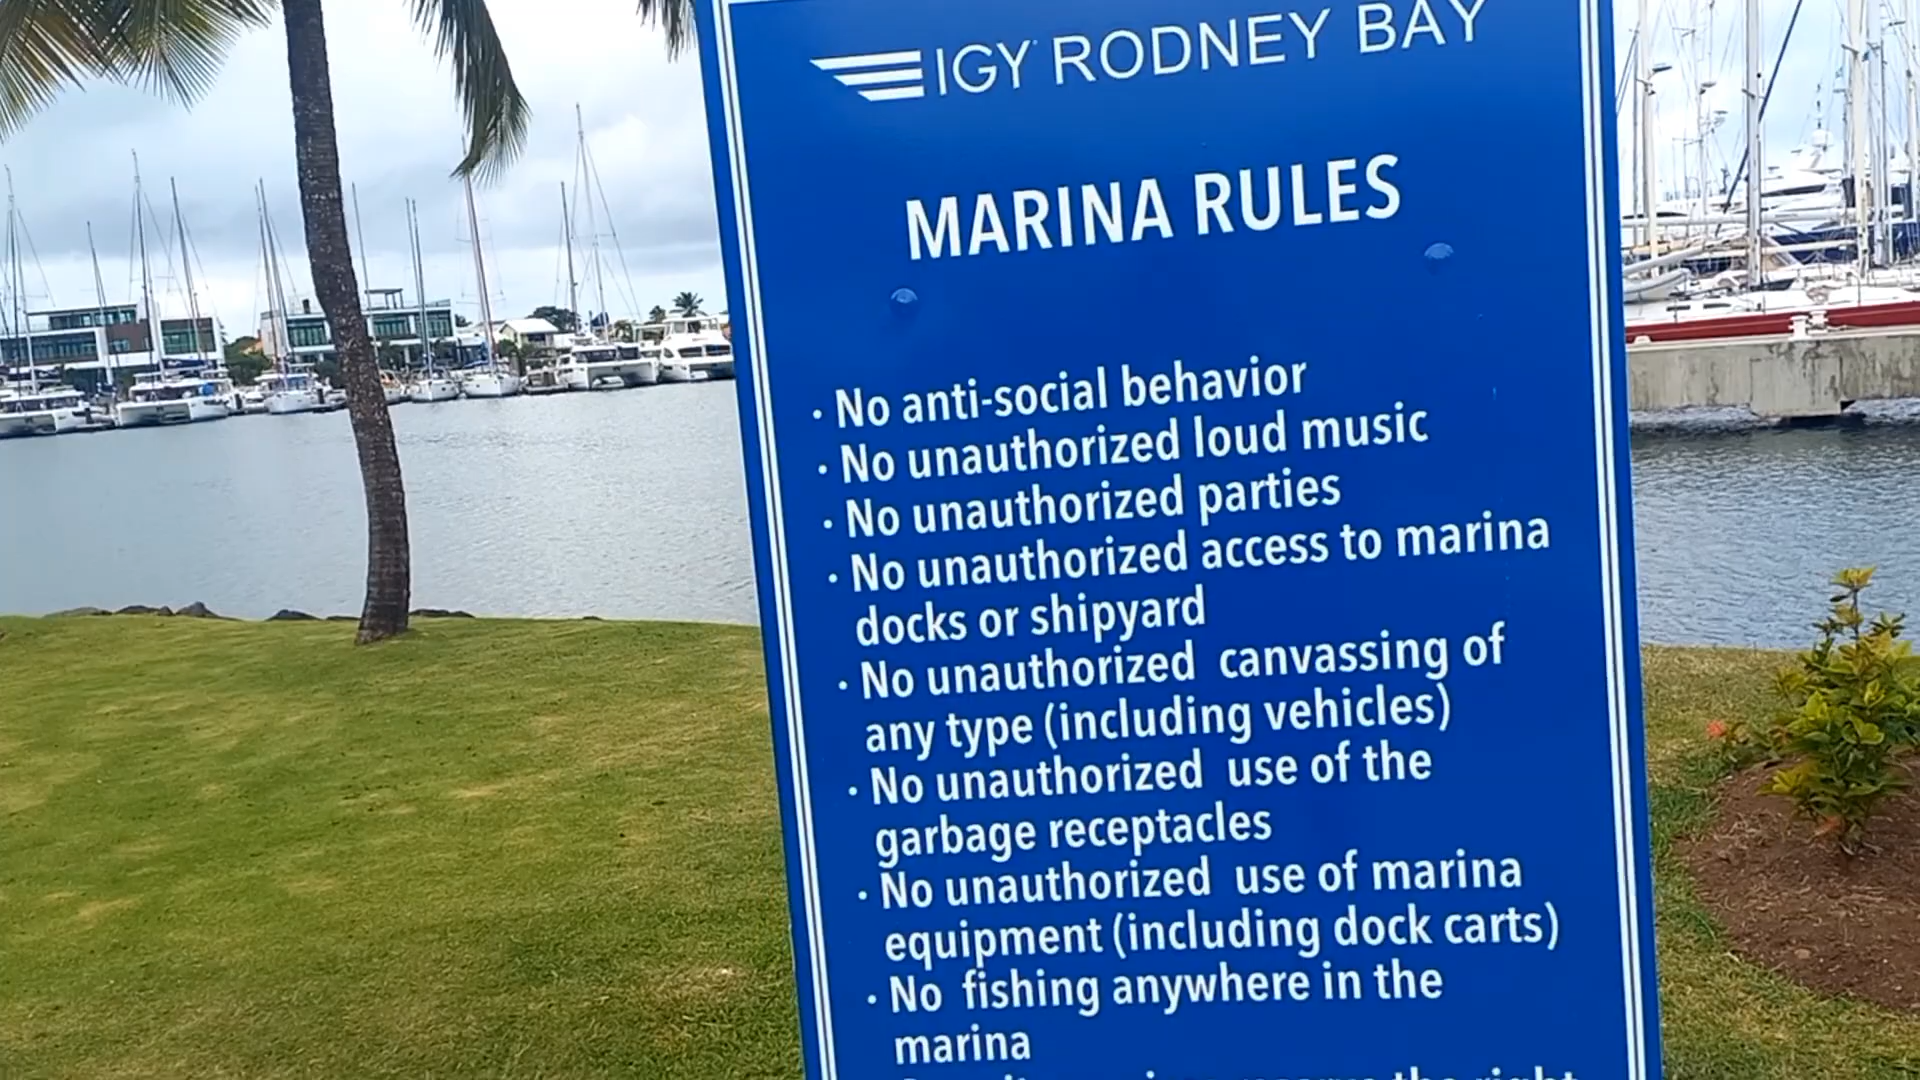 IGY RODNEY BAY
MARINA RULES
• No anti-social behavior
• No unauthorized loud music
• No unauthorized parties
• No unauthorized access to marina
docks or shipyard
• No unauthorized canvassing of
any type (including vehicles)
• No unauthorized use of the
garbage receptacles
• No unauthorized use of marina
equipment (including dock carts)
• No fishing anywhere in the
marina
the right